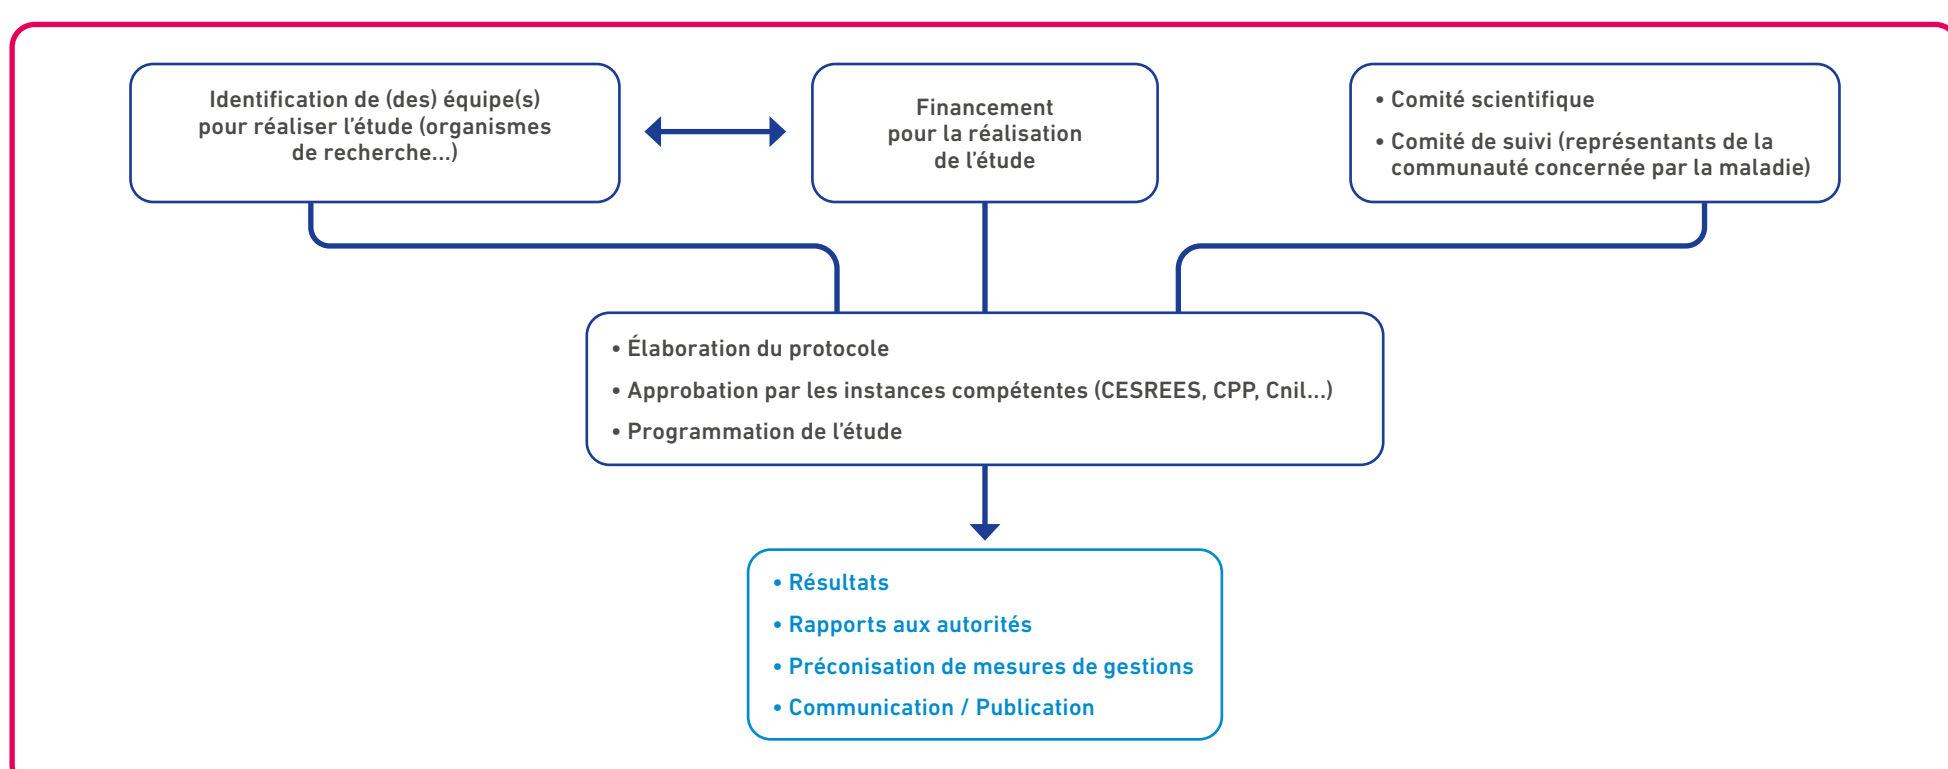 Identification de (des) équipe(s)
pour réaliser l'étude (organismes
de recherche...)
Financement
pour la réalisation
de l'étude
• Comité scientifique
• Comité de suivi (représentants de la
communauté concernée par la maladie)
• Élaboration du protocole
• Approbation par les instances compétentes (CESREES, CPP, Cnil...)
• Programmation de l'étude
• Résultats
• Rapports aux autorités
• Préconisation de mesures de gestions
• Communication / Publication